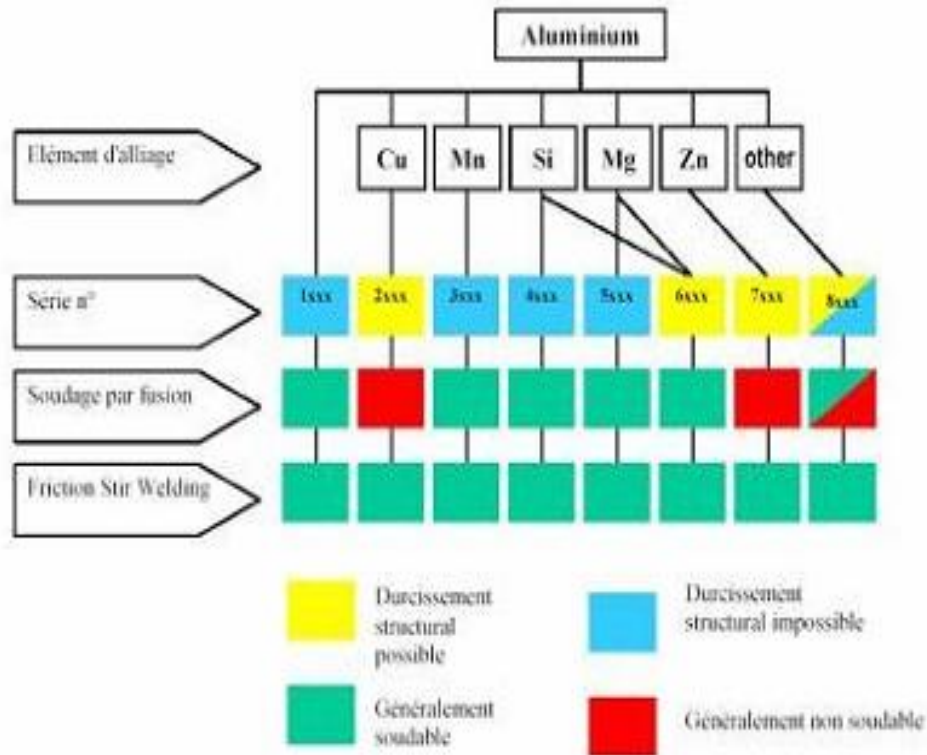 Aluminium
Elément d'alliage
Cu
Mn
Si
Mg
Zn
other
Série n°
1xxx
2xxx
3xxx
4xxx
5xxx
6xxx
7xxx
8xxx
Soudage par fusion
Friction Stir Welding
Durcissement
structural
possible
Durcissement
structural impossible
Généralement
soudable
Généralement non soudable